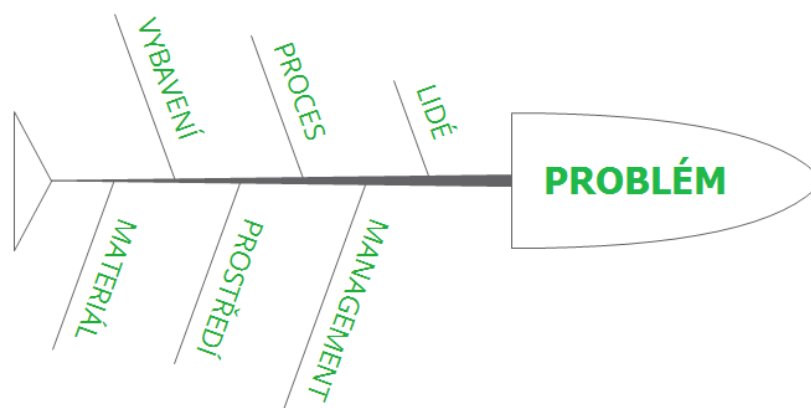 VYBAVENÍ
PROCES
LIDÉ
PROBLÉM
MATERIÁL
PROSTŘEDÍ
MANAGEMENT